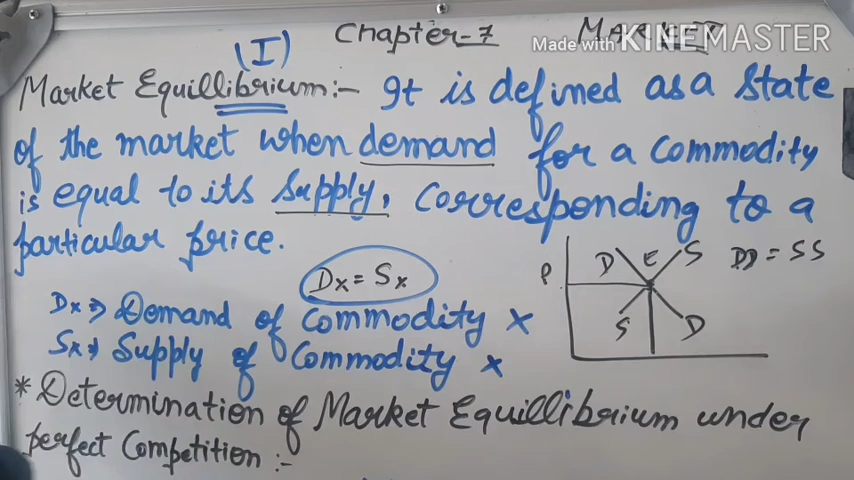 Chapter-7 MARKET
Made with KINEMASTER
(I)
Market Equillibrium:- It is defined as a State
of the market when demand for a Commodity
is equal to its Supply, Corresponding to a
particular price.
Dx = Sx
Dx ⇒ Demand of Commodity x
Sx ⇒ Supply of Commodity x
P D E S DD = SS
S D
* Determination of Market Equillibrium under
perfect Competition :-